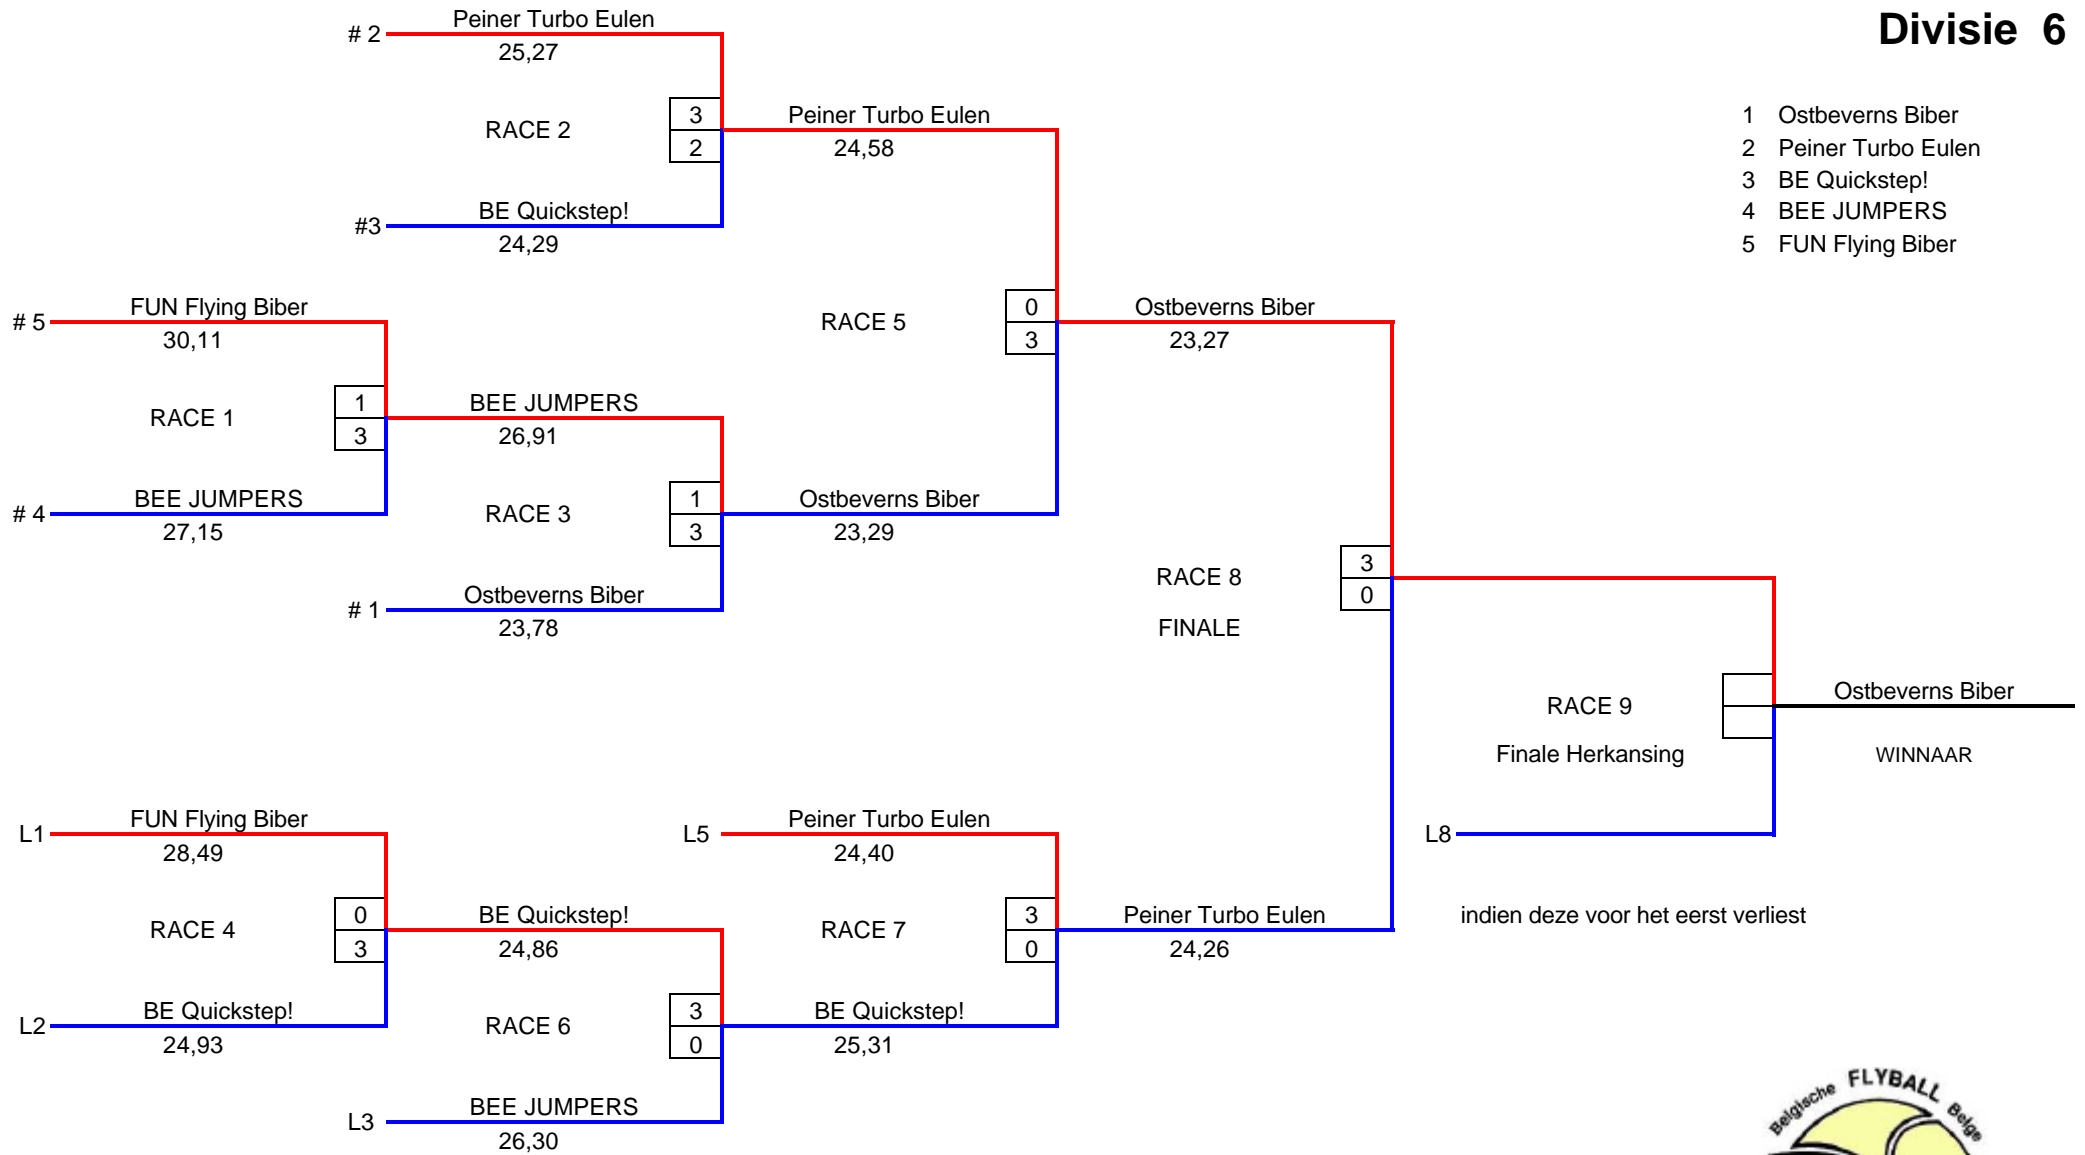 Divisie 6
1 Ostbeverns Biber
2 Peiner Turbo Eulen
3 BE Quickstep!
4 BEE JUMPERS
5 FUN Flying Biber
# 2
Peiner Turbo Eulen
25,27
RACE 2
3
2
#3
BE Quickstep!
24,29
Peiner Turbo Eulen
24,58
# 5
FUN Flying Biber
30,11
RACE 1
1
3
# 4
BEE JUMPERS
27,15
BEE JUMPERS
26,91
RACE 3
1
3
# 1
Ostbeverns Biber
23,78
RACE 5
0
3
Ostbeverns Biber
23,29
Ostbeverns Biber
23,27
RACE 8
3
0
FINALE
RACE 9
Finale Herkansing
Ostbeverns Biber
WINNAAR
L8
indien deze voor het eerst verliest
L1
FUN Flying Biber
28,49
RACE 4
0
3
L2
BE Quickstep!
24,93
BE Quickstep!
24,86
RACE 6
3
0
L3
BEE JUMPERS
26,30
L5
Peiner Turbo Eulen
24,40
RACE 7
3
0
BE Quickstep!
25,31
Peiner Turbo Eulen
24,26
Belgische FLYBALL Belge